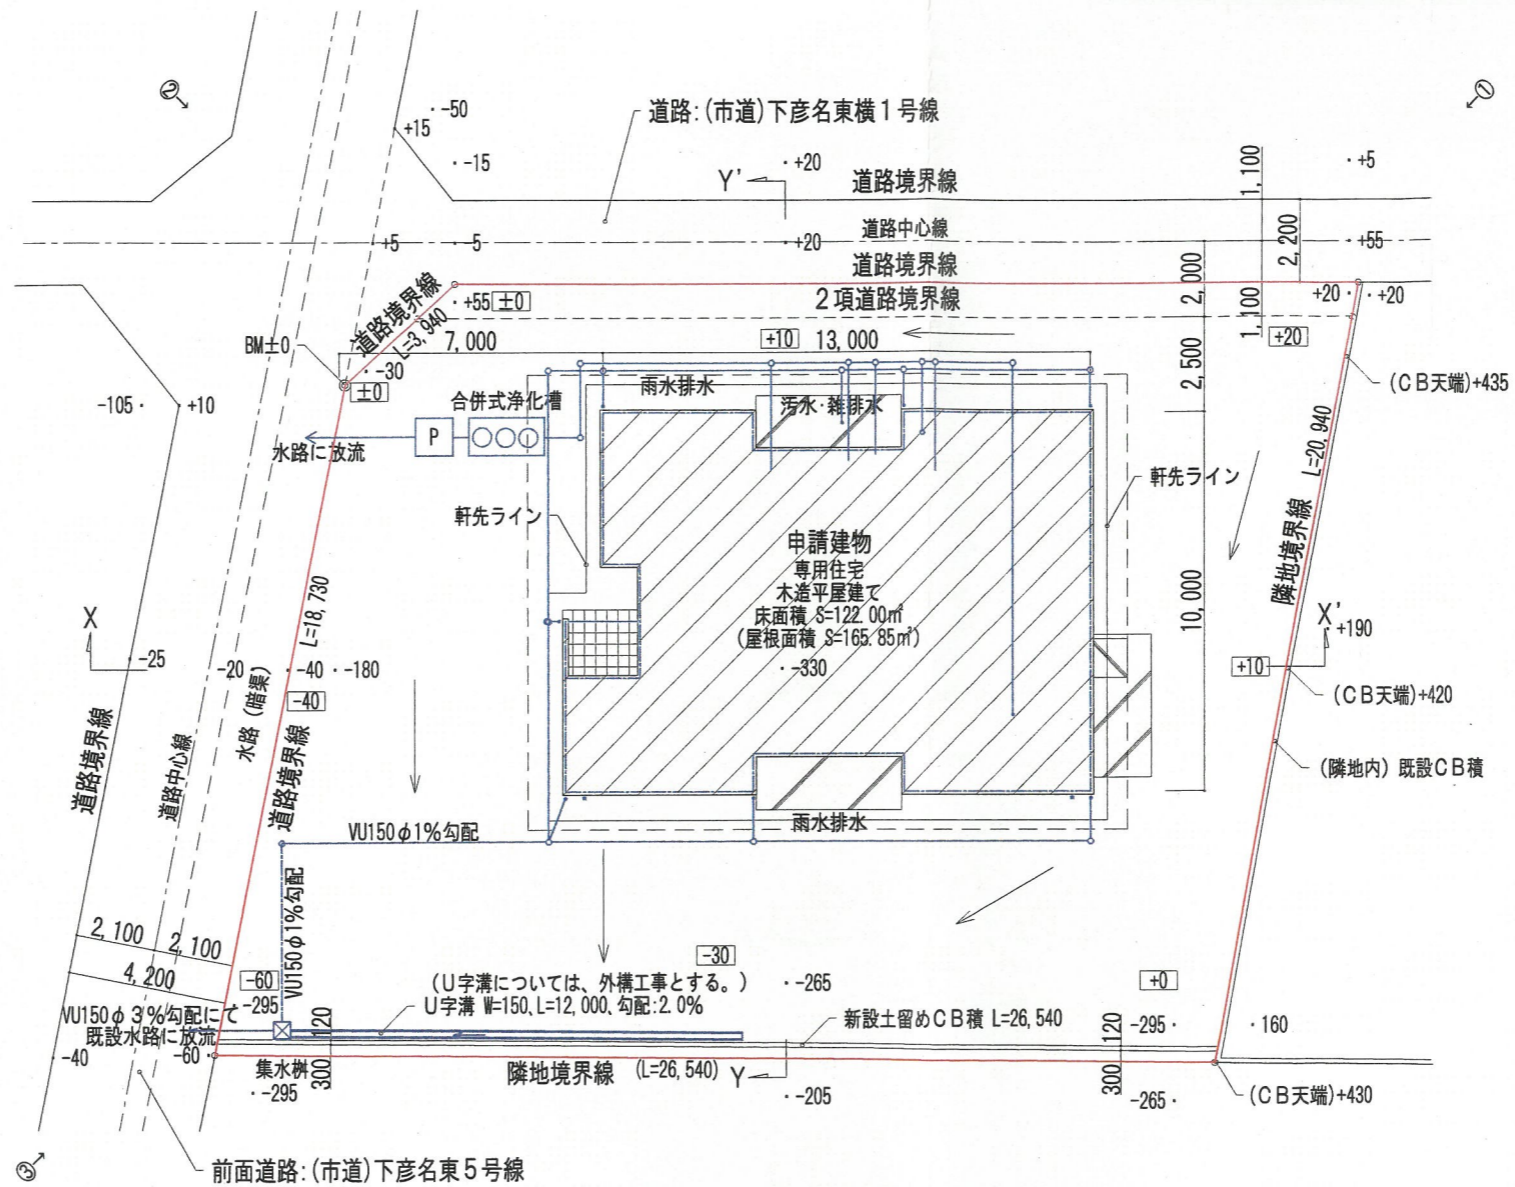 ②
①
-50
+15
道路:(市道)下彦名東横1号線
-15
+20
Y'
道路境界線
1,100
+5
道路中心線
+5
-5
+20
2,200
+55
道路境界線
+55
±0
2項道路境界線
2,000
+20
+20
道路境界線
L=3,940
BM±0
7,000
+10
13,000
1,100
+20
-30
±0
雨水排水
2,500
(CB天端)+435
-105
+10
合併式浄化槽
汚水・雑排水
P
水路に放流
L=20,940
軒先ライン
軒先ライン
申請建物
専用住宅
木造平屋建て
床面積 S=122.00㎡
(屋根面積 S=165.85㎡)
-330
10,000
隣地境界線
X
L=18,730
X'
+190
-25
-20
-40
-180
+10
-40
(CB天端)+420
水路(暗渠)
道路境界線
道路中心線
道路境界線
(隣地内)既設CB積
VU150φ1%勾配
雨水排水
VU150φ1%勾配
2,100
2,100
4,200
-60
-295
-30
(U字溝については、外構工事とする。)
-265
+0
U字溝 W=150、L=12,000、勾配:2.0%
VU150φ3%勾配にて
既設水路に放流
120
新設土留めCB積 L=26,540
120
-295
160
-40
-60
集水桝
-295
300
隣地境界線 (L=26,540)
Y
-205
300
-265
(CB天端)+430
③
前面道路:(市道)下彦名東5号線